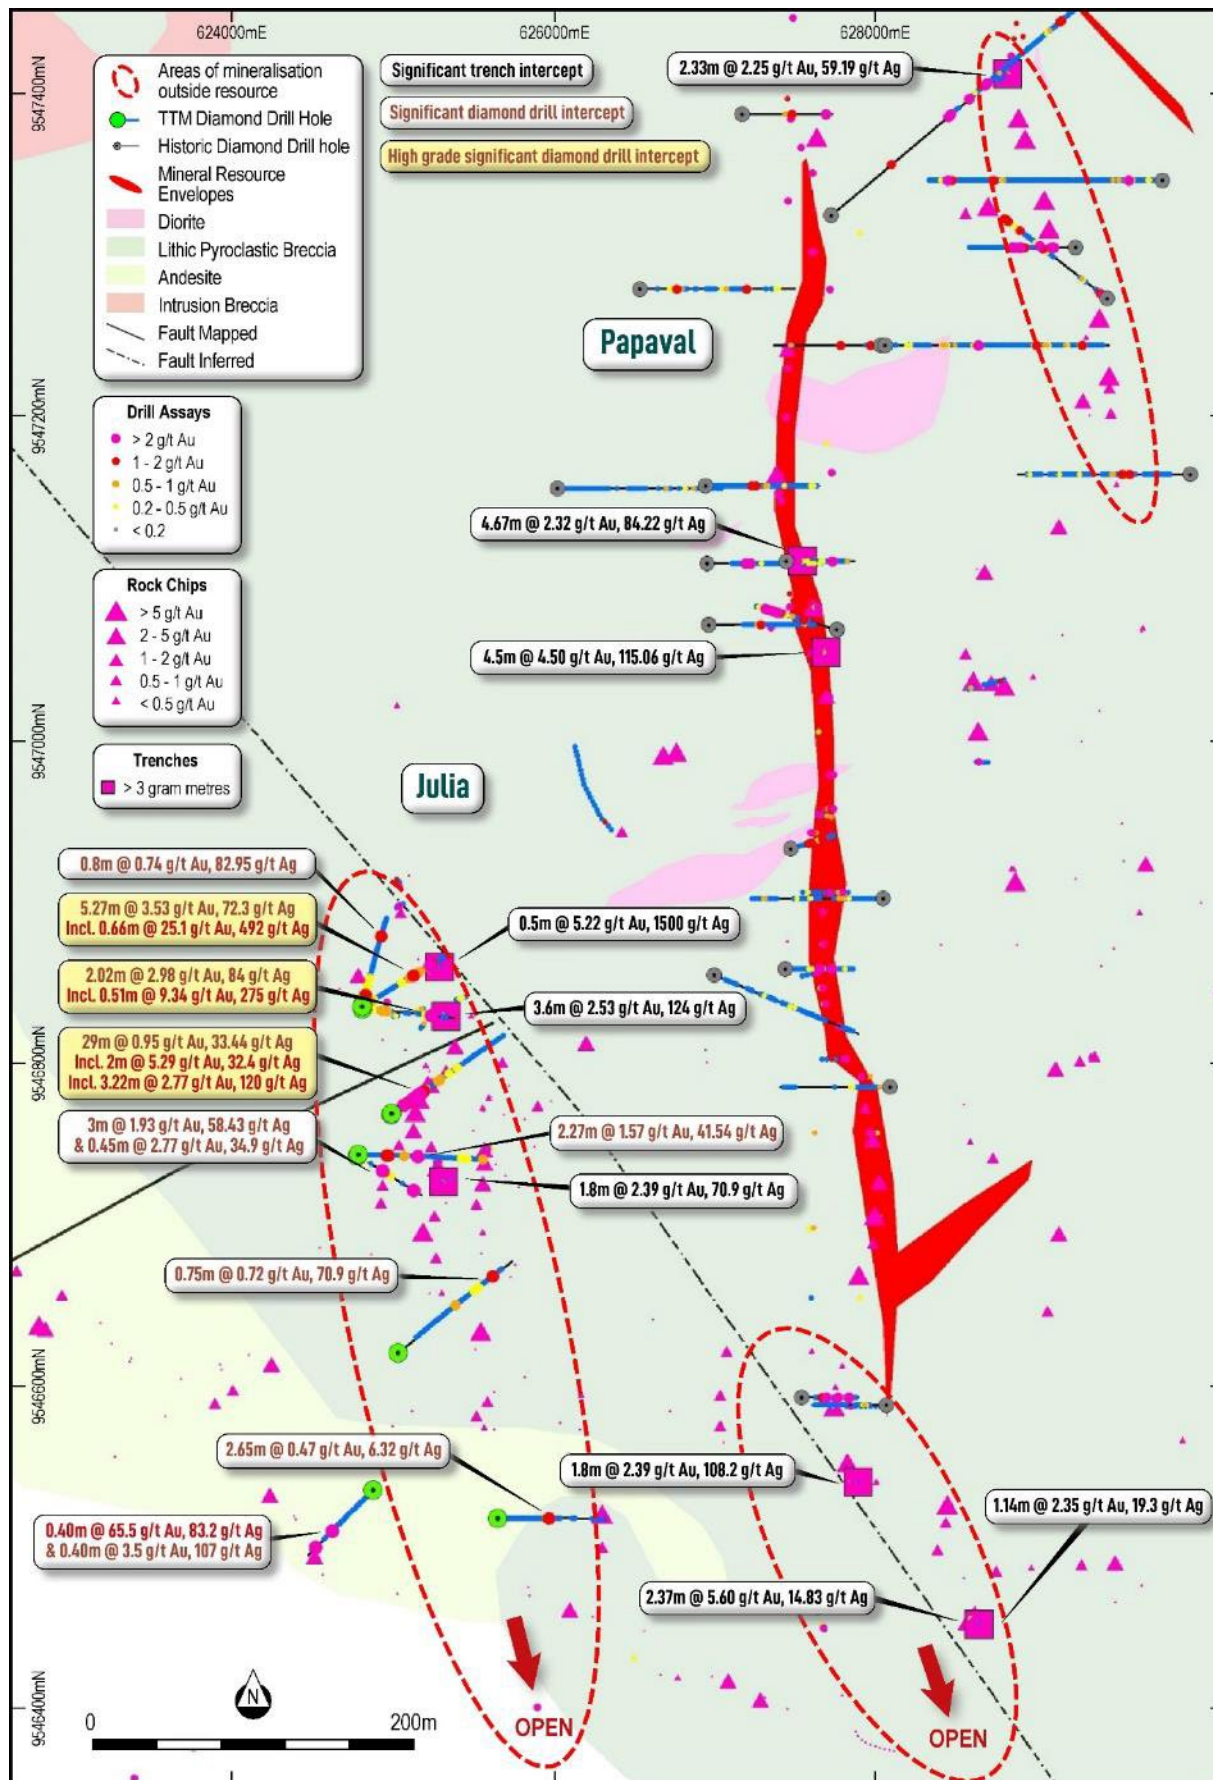 624000mE
626000mE
628000mE
9547400mN
9547200mN
9547000mN
9546800mN
9546600mN
9546400mN
Areas of mineralisation
outside resource
TTM Diamond Drill Hole
Historic Diamond Drill hole
Mineral Resource
Envelopes
Diorite
Lithic Pyroclastic Breccia
Andesite
Intrusion Breccia
Fault Mapped
Fault Inferred
Significant trench intercept
Significant diamond drill intercept
High grade significant diamond drill intercept
Drill Assays
> 2 g/t Au
1 - 2 g/t Au
0.5 - 1 g/t Au
0.2 - 0.5 g/t Au
< 0.2
Rock Chips
> 5 g/t Au
2 - 5 g/t Au
1 - 2 g/t Au
0.5 - 1 g/t Au
< 0.5 g/t Au
Trenches
> 3 gram metres
2.33m @ 2.25 g/t Au, 59.19 g/t Ag
Papaval
4.67m @ 2.32 g/t Au, 84.22 g/t Ag
4.5m @ 4.50 g/t Au, 115.06 g/t Ag
Julia
0.8m @ 0.74 g/t Au, 82.95 g/t Ag
5.27m @ 3.53 g/t Au, 72.3 g/t Ag
Incl. 0.66m @ 25.1 g/t Au, 492 g/t Ag
0.5m @ 5.22 g/t Au, 1500 g/t Ag
2.02m @ 2.98 g/t Au, 84 g/t Ag
Incl. 0.51m @ 9.34 g/t Au, 275 g/t Ag
3.6m @ 2.53 g/t Au, 124 g/t Ag
29m @ 0.95 g/t Au, 33.44 g/t Ag
Incl. 2m @ 5.29 g/t Au, 32.4 g/t Ag
Incl. 3.22m @ 2.77 g/t Au, 120 g/t Ag
3m @ 1.93 g/t Au, 58.43 g/t Ag
& 0.45m @ 2.77 g/t Au, 34.9 g/t Ag
2.27m @ 1.57 g/t Au, 41.54 g/t Ag
1.8m @ 2.39 g/t Au, 70.9 g/t Ag
0.75m @ 0.72 g/t Au, 70.9 g/t Ag
2.65m @ 0.47 g/t Au, 6.32 g/t Ag
1.8m @ 2.39 g/t Au, 108.2 g/t Ag
1.14m @ 2.35 g/t Au, 19.3 g/t Ag
0.40m @ 65.5 g/t Au, 83.2 g/t Ag
& 0.40m @ 3.5 g/t Au, 107 g/t Ag
2.37m @ 5.60 g/t Au, 14.83 g/t Ag
N
0
200m
OPEN
OPEN